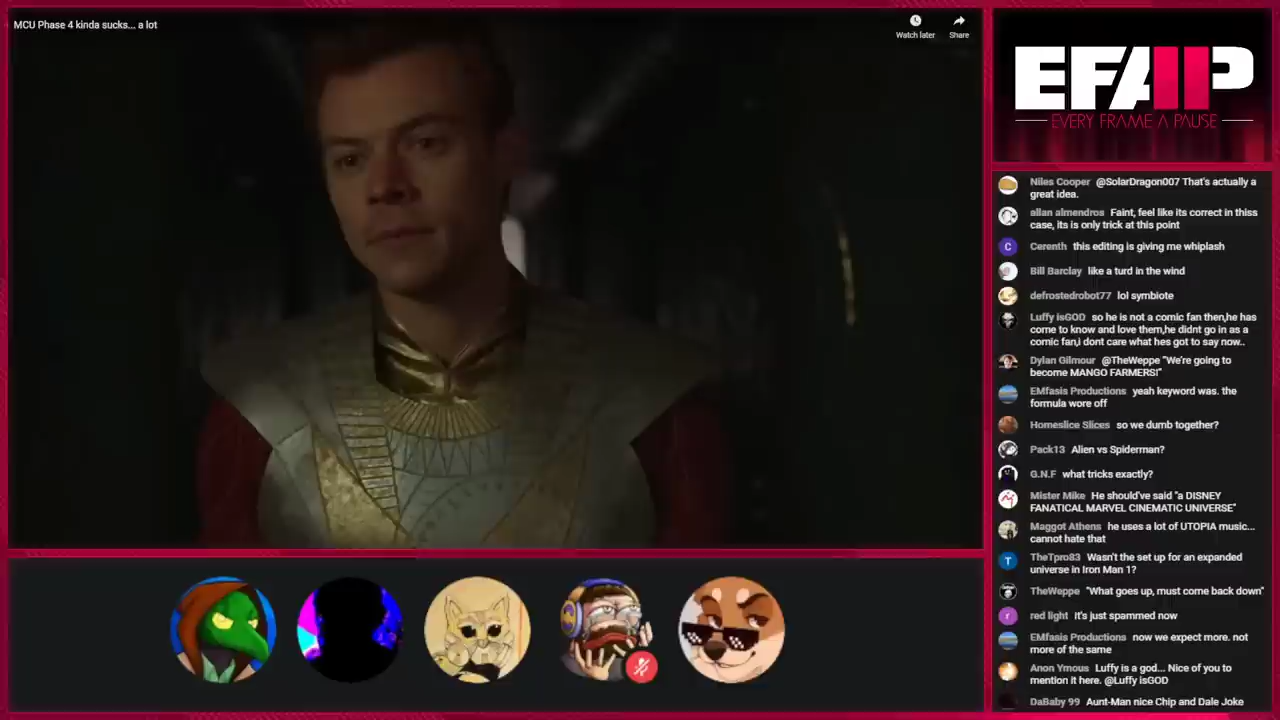 MCU Phase 4 kinda sucks... a lot
Watch later
Share
EFAP
EVERY FRAME A PAUSE
Niles Cooper @SolarDragon007 That's actually a
great idea.
allan almendros Faint, feel like its correct in thiss
case, its is only trick at this point
Cerenth this editing is giving me whiplash
Bill Barclay like a turd in the wind
defrostedrobot77 lol symbiote
Luffy isGOD so he is not a comic fan then,he has
come to know and love them,he didnt go in as a
comic fan,i dont care what hes got to say now..
Dylan Gilmour @TheWeppe "We're going to
become MANGO FARMERS!"
EMfasis Productions yeah keyword was. the
formula wore off
Homeslice Slices so we dumb together?
Pack13 Alien vs Spiderman?
G.N.F what tricks exactly?
Mister Mike He should've said "a DISNEY
FANATICAL MARVEL CINEMATIC UNIVERSE"
Maggot Athens he uses a lot of UTOPIA music...
cannot hate that
TheTpro83 Wasn't the set up for an expanded
universe in Iron Man 1?
TheWeppe "What goes up, must come back down"
red light it's just spammed now
EMfasis Productions now we expect more. not
more of the same
Anon Ymous Luffy is a god... Nice of you to
mention it here. @Luffy isGOD
DaBaby 99 Aunt-Man nice Chip and Dale Joke
C
T
r